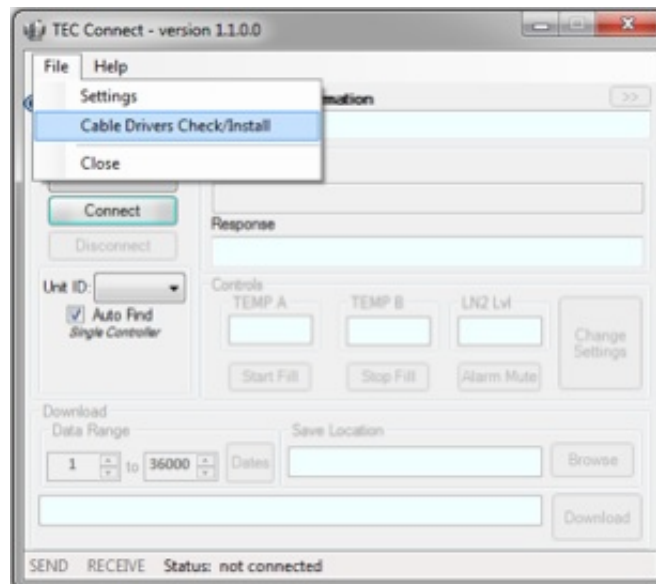 TEC Connect - version 1.1.0.0
File Help
Settings
Cable Drivers Check/Install
Close
mation
>>
Connect
Disconnect
Response
Unit ID:
Auto Find
Single Controller
Controls
TEMP A
TEMP B
LN2 Lvl
Change
Settings
Start Fill
Stop Fill
Alarm Mute
Download
Data Range
Save Location
1 to 36000
Dates
Browse
Download
SEND RECEIVE Status: not connected